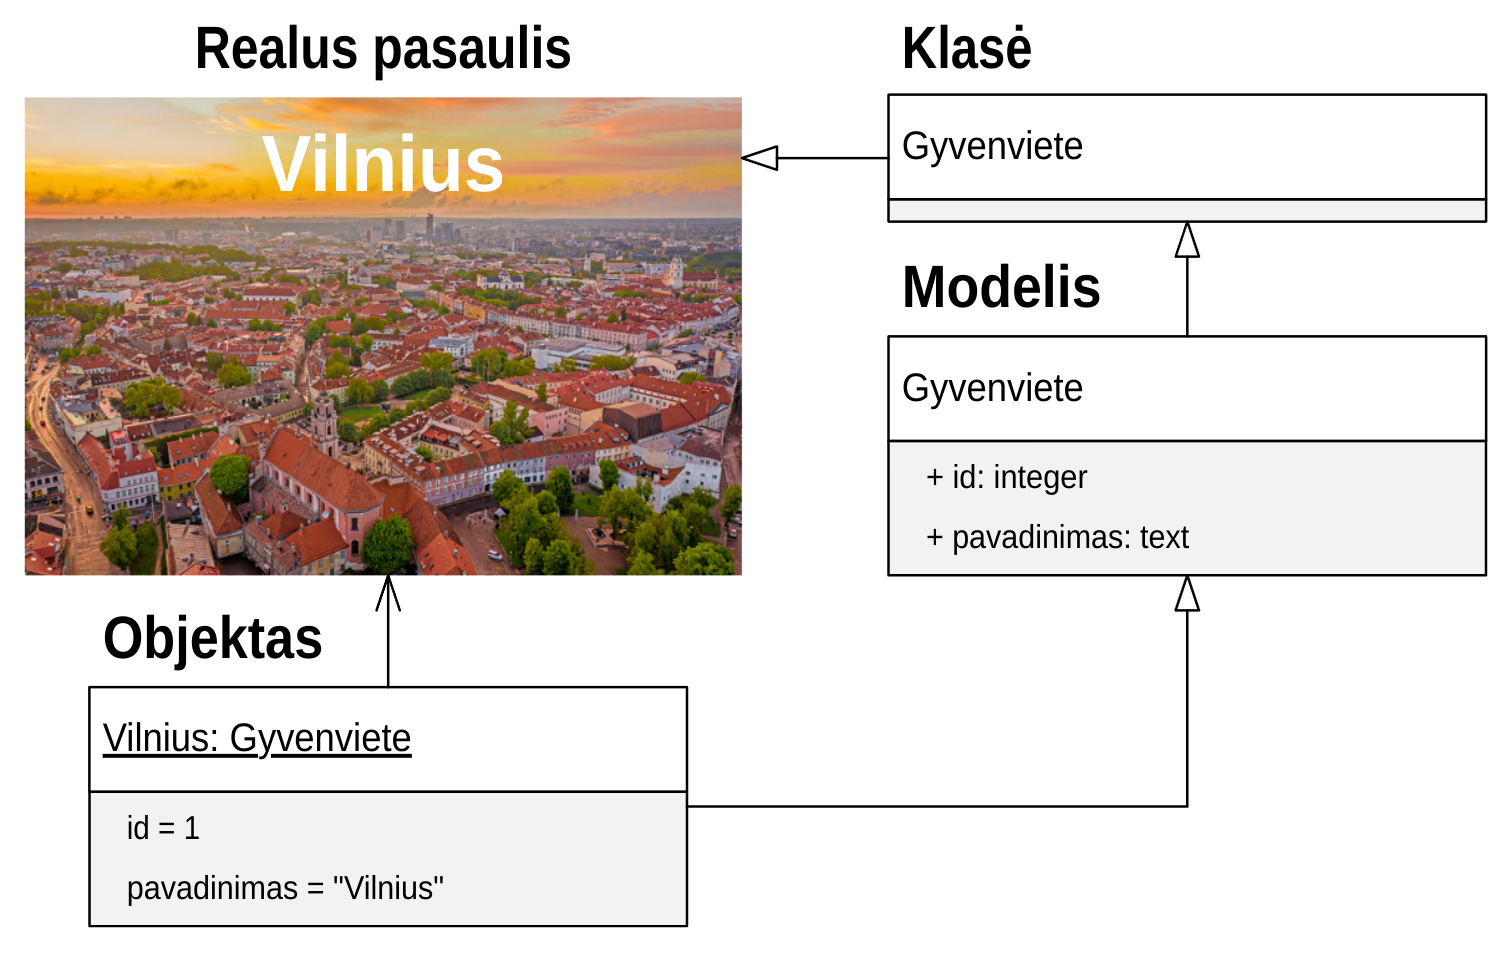 Realus pasaulis
Vilnius
Klasė
Gyvenviete
Modelis
Gyvenviete
+ id: integer
+ pavadinimas: text
Objektas
Vilnius: Gyvenviete
id = 1
pavadinimas = "Vilnius"